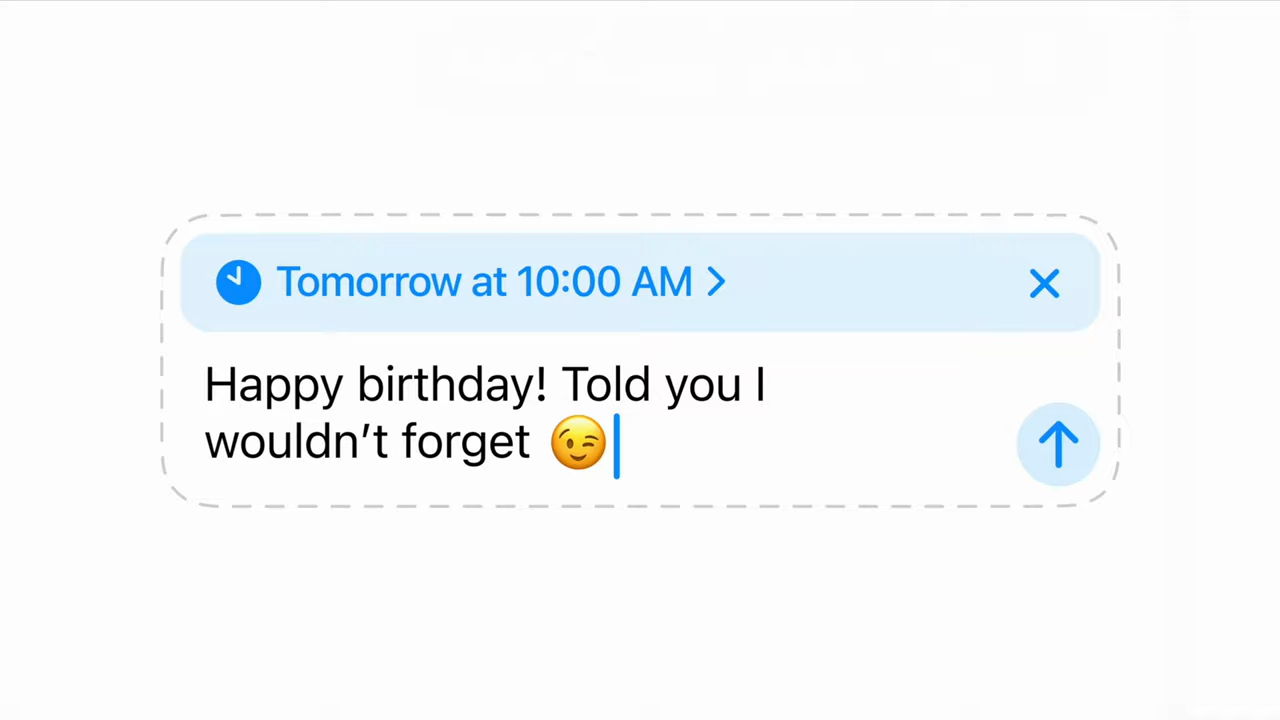 Tomorrow at 10:00 AM
Happy birthday! Told you I
wouldn’t forget 😉